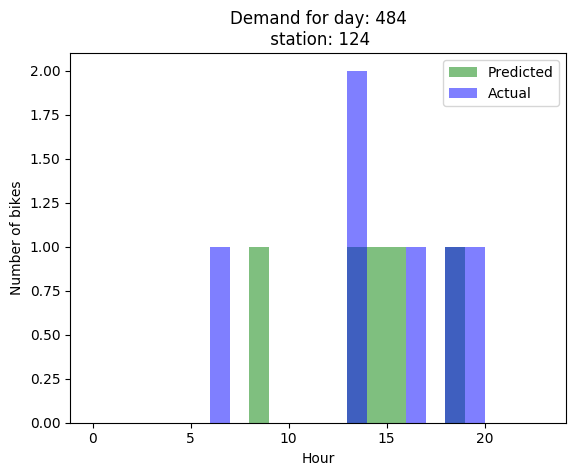 Demand for day: 484
station: 124
Predicted
Actual
Number of bikes
2.00
1.75
1.50
1.25
1.00
0.75
0.50
0.25
0.00
0 5 10 15 20
Hour